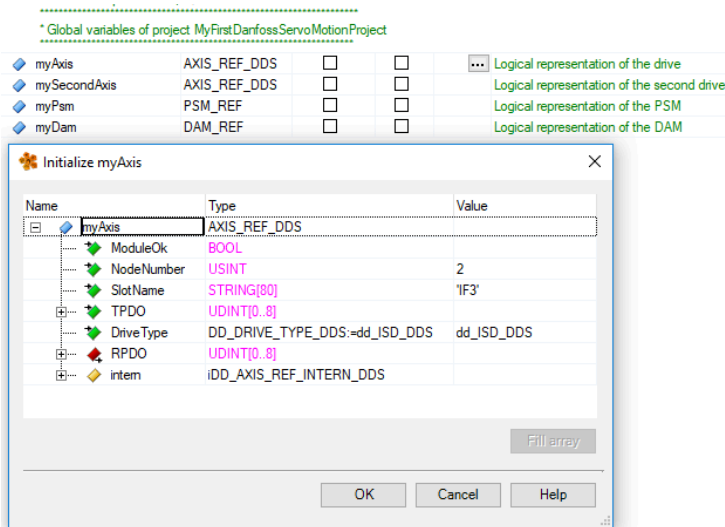 ******************************************************************
* Global variables of project MyFirstDanfossServoMotionProject
******************************************************************
myAxis AXIS_REF_DDS ... Logical representation of the drive
mySecondAxis AXIS_REF_DDS Logical representation of the second drive
myPsm PSM_REF Logical representation of the PSM
myDam DAM_REF Logical representation of the DAM
Initialize myAxis
Name Type Value
myAxis AXIS_REF_DDS
ModuleOk BOOL
NodeNumber USINT 2
SlotName STRING[80] 'IF3'
TPDO UDINT[0..8]
DriveType DD_DRIVE_TYPE_DDS:=dd_ISD_DDS dd_ISD_DDS
RPDO UDINT[0..8]
intern iDD_AXIS_REF_INTERN_DDS
Fill array
OK Cancel Help